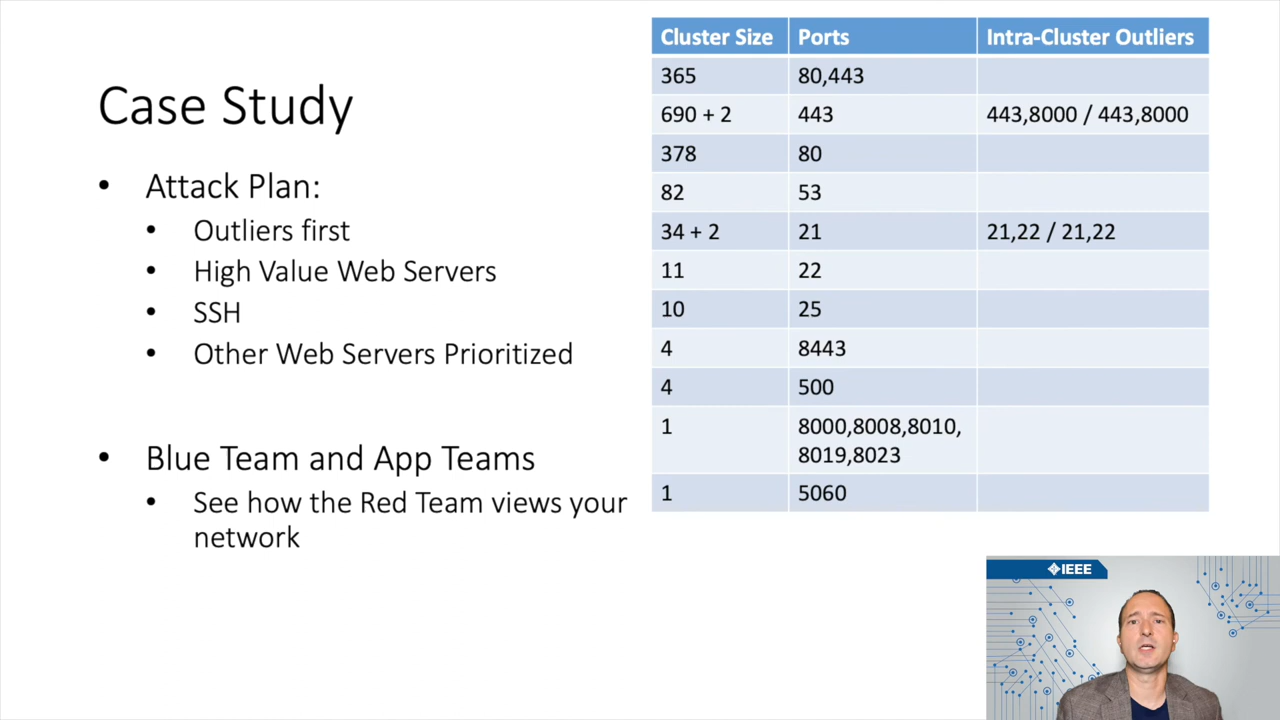 Case Study
• Attack Plan:
• Outliers first
• High Value Web Servers
• SSH
• Other Web Servers Prioritized
• Blue Team and App Teams
• See how the Red Team views your
network
Cluster Size Ports Intra-Cluster Outliers
365 80,443
690 + 2 443 443,8000 / 443,8000
378 80
82 53
34 + 2 21 21,22 / 21,22
11 22
10 25
4 8443
4 500
1 8000,8008,8010,
8019,8023
1 5060
IEEE